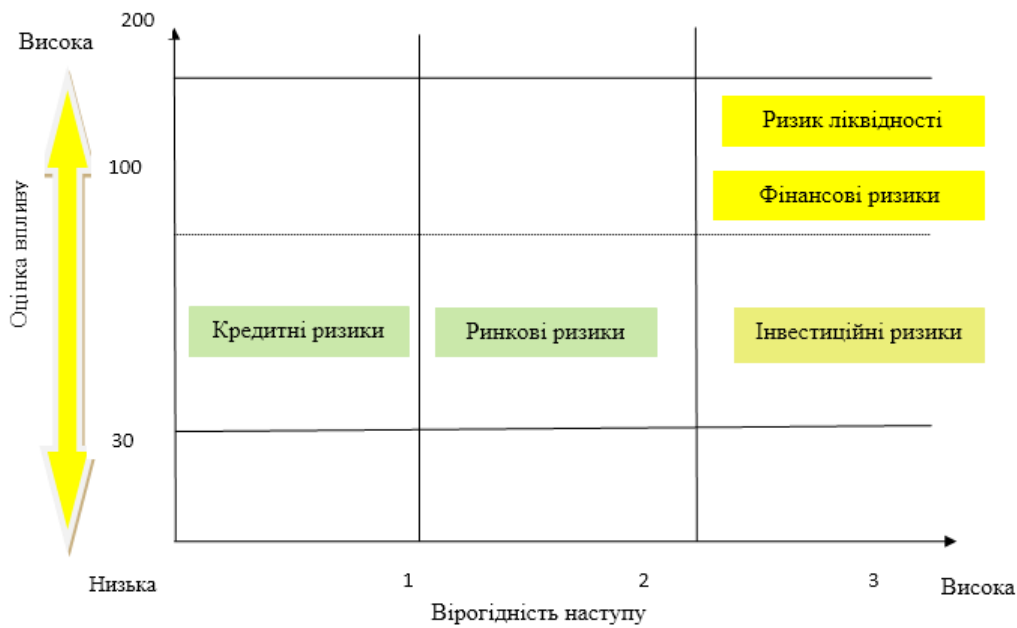 200
Висока
Ризик ліквідності
100
Фінансові ризики
Оцінка впливу
Кредитні ризики
Ринкові ризики
Інвестиційні ризики
30
Низька
1
2
3
Висока
Вірогідність наступу